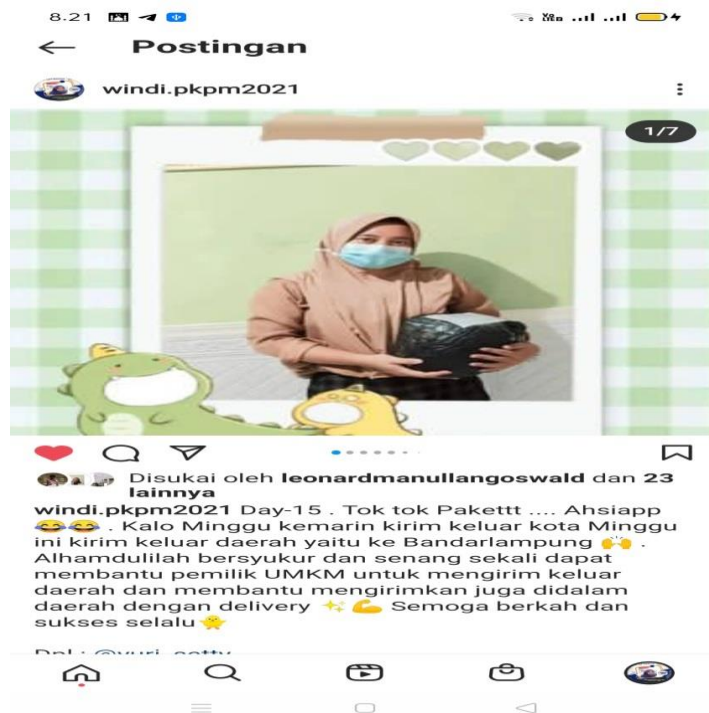 8.21
Postingan
windi.pkpm2021
1/7
Disukai oleh leonardmanullangoswald dan 23
lainnya
windi.pkpm2021 Day-15 . Tok tok Pakettt .... Ahsiapp
😂😂 . Kalo Minggu kemarin kirim keluar kota Minggu
ini kirim keluar daerah yaitu ke Bandarlampung 🙌 .
Alhamdulilah bersyukur dan senang sekali dapat
membantu pemilik UMKM untuk mengirim keluar
daerah dan membantu mengirimkan juga didalam
daerah dengan delivery ✨💪 Semoga berkah dan
sukses selalu🐥